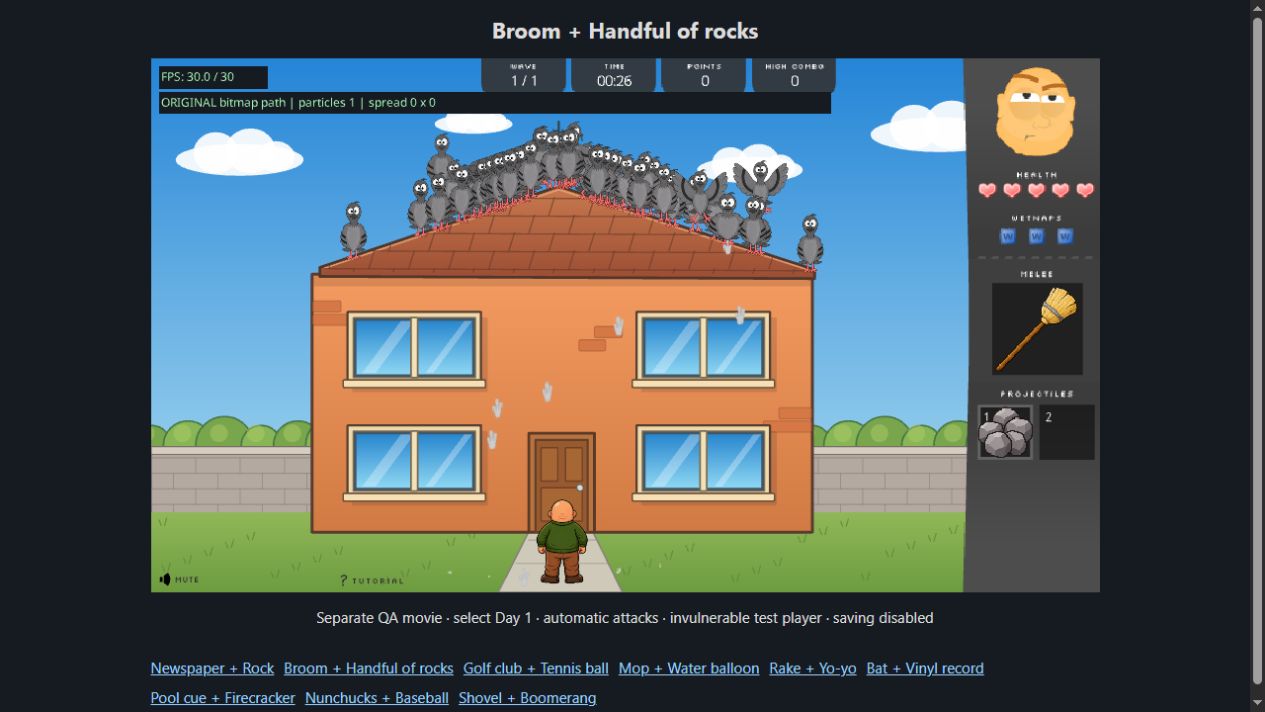 Broom + Handful of rocks
FPS: 30.0 / 30
WAVE
1 / 1
TIME
00:26
POINTS
0
HIGH COMBO
0
ORIGINAL bitmap path | particles 1 | spread 0 x 0
HEALTH
WETNAPS
W W W
MELEE
PROJECTILES
1 2
MUTE
? TUTORIAL
Separate QA movie · select Day 1 · automatic attacks · invulnerable test player · saving disabled
Newspaper + Rock Broom + Handful of rocks Golf club + Tennis ball Mop + Water balloon Rake + Yo-yo Bat + Vinyl record
Pool cue + Firecracker Nunchucks + Baseball Shovel + Boomerang